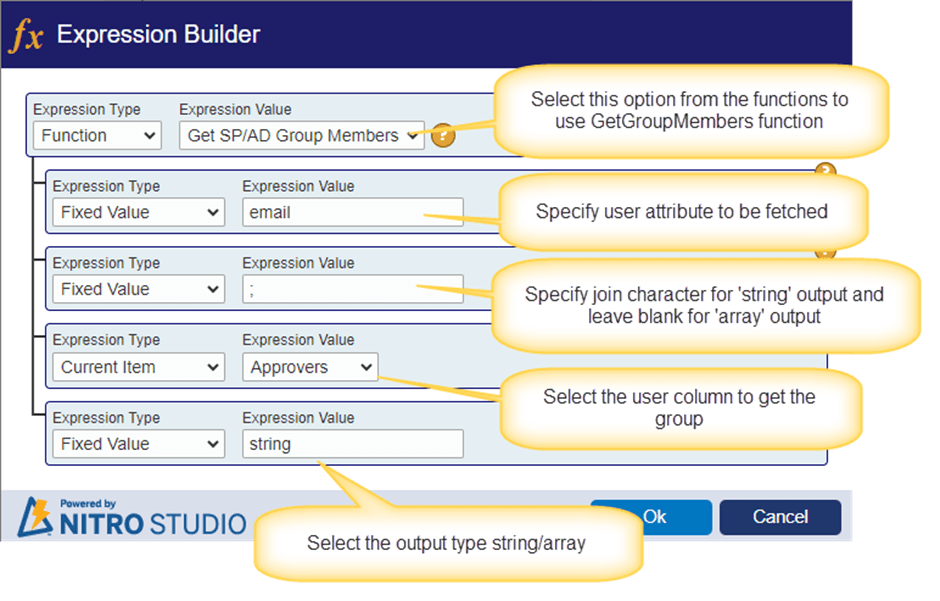 fx Expression Builder
Select this option from the functions to
use GetGroupMembers function
Expression Type Expression Value
Function Get SP/AD Group Members ?
?
Expression Type Expression Value
Fixed Value email
Specify user attribute to be fetched
Expression Type Expression Value
Fixed Value ;
Specify join character for 'string' output and
leave blank for 'array' output
Expression Type Expression Value
Current Item Approvers
Select the user column to get the
group
Expression Type Expression Value
Fixed Value string
Powered by
NITRO STUDIO
Ok Cancel
Select the output type string/array